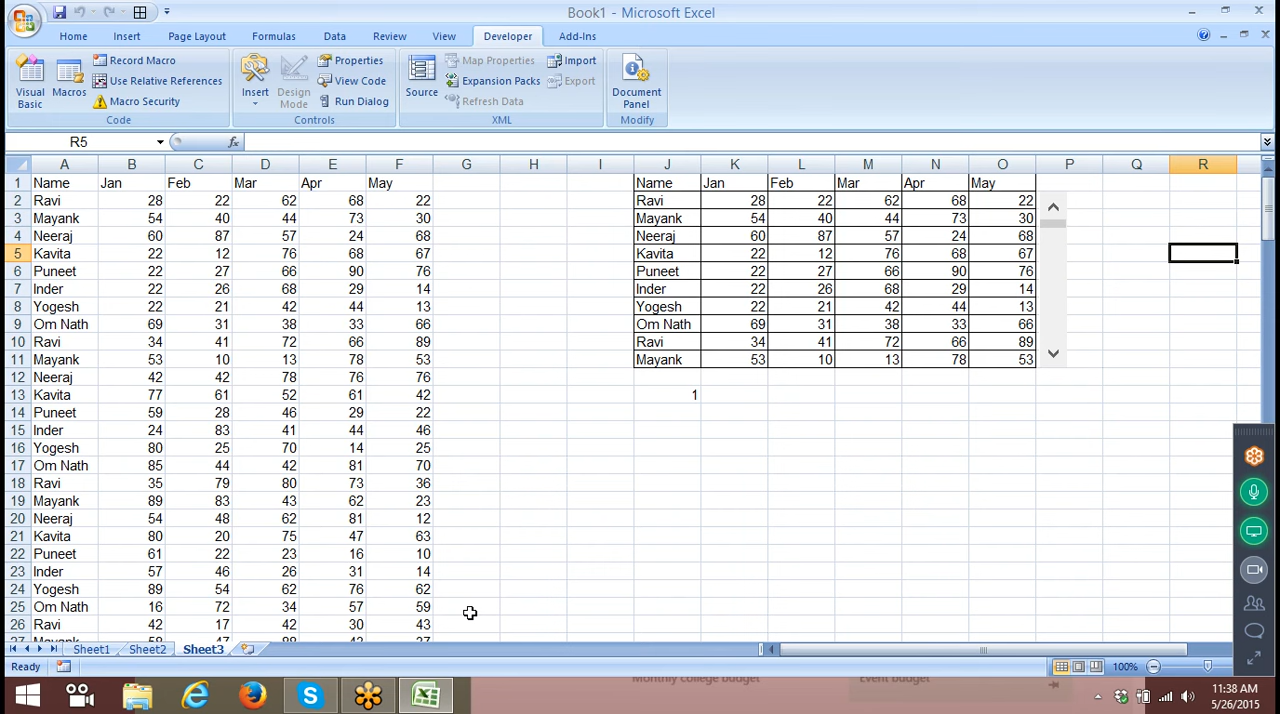 Book1 - Microsoft Excel
Home Insert Page Layout Formulas Data Review View Developer Add-Ins
Visual Basic Macros Record Macro Use Relative References Macro Security Code
Insert Design Mode Properties View Code Run Dialog Controls
Source Map Properties Expansion Packs Refresh Data Import Export XML
Document Panel Modify
R5 fx
A B C D E F G H I J K L M N O P Q R
1 Name Jan Feb Mar Apr May Name Jan Feb Mar Apr May
2 Ravi 28 22 62 68 22 Ravi 28 22 62 68 22
3 Mayank 54 40 44 73 30 Mayank 54 40 44 73 30
4 Neeraj 60 87 57 24 68 Neeraj 60 87 57 24 68
5 Kavita 22 12 76 68 67 Kavita 22 12 76 68 67
6 Puneet 22 27 66 90 76 Puneet 22 27 66 90 76
7 Inder 22 26 68 29 14 Inder 22 26 68 29 14
8 Yogesh 22 21 42 44 13 Yogesh 22 21 42 44 13
9 Om Nath 69 31 38 33 66 Om Nath 69 31 38 33 66
10 Ravi 34 41 72 66 89 Ravi 34 41 72 66 89
11 Mayank 53 10 13 78 53 Mayank 53 10 13 78 53
12 Neeraj 42 42 78 76 76
13 Kavita 77 61 52 61 42 1
14 Puneet 59 28 46 29 22
15 Inder 24 83 41 44 46
16 Yogesh 80 25 70 14 25
17 Om Nath 85 44 42 81 70
18 Ravi 35 79 80 73 36
19 Mayank 89 83 43 62 23
20 Neeraj 54 48 62 81 12
21 Kavita 80 20 75 47 63
22 Puneet 61 22 23 16 10
23 Inder 57 46 26 31 14
24 Yogesh 89 54 62 76 62
25 Om Nath 16 72 34 57 59
26 Ravi 42 17 42 30 43
27 Mayank
Sheet1 Sheet2 Sheet3
Ready 100%
Monthly college budget Event budget
11:38 AM
5/26/2015